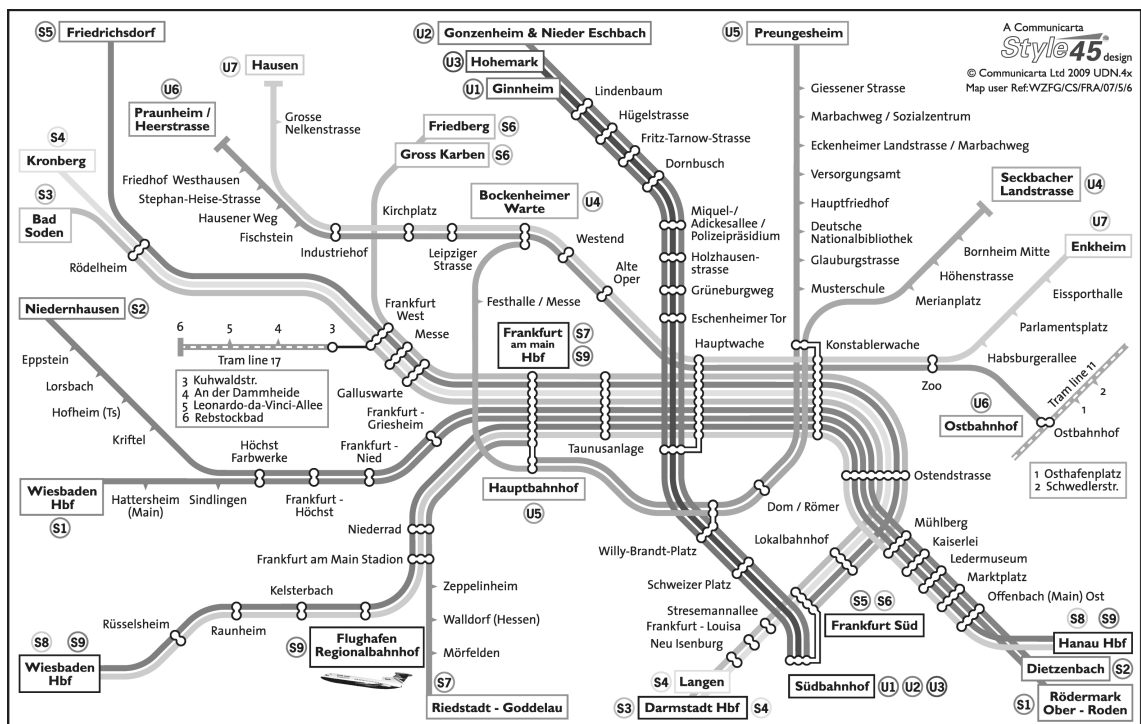 S5 Friedrichsdorf
U2 Gonzenheim & Nieder Eschbach
U3 Hohemark
U1 Ginnheim
U5 Preungesheim
A Communicarta
Style 45 design
© Communicarta Ltd 2009 UDN.4x
Map user Ref:WZFG/CS/FRA/07/5/6
U7 Hausen
U6
Praunheim /
Heerstrasse
Grosse
Nelkenstrasse
Friedberg S6
Gross Karben S6
Lindenbaum
Hügelstrasse
Fritz-Tarnow-Strasse
Dornbusch
Giessener Strasse
Marbachweg / Sozialzentrum
Eckenheimer Landstrasse / Marbachweg
Versorgungsamt
Hauptfriedhof
Deutsche
Nationalbibliothek
Glauburgstrasse
Musterschule
Seckbacher
Landstrasse U4
S4
Kronberg
S3
Bad
Soden
Friedhof Westhausen
Stephan-Heise-Strasse
Hausener Weg
Fischstein
Industriehof
Kirchplatz
Leipziger
Strasse
Bockenheimer
Warte U4
Westend
Alte
Oper
Miquel-/
Adickesallee /
Polizeipräsidium
Holzhausen-
strasse
Grüneburgweg
Eschenheimer Tor
U7
Enkheim
Bornheim Mitte
Höhenstrasse
Merianplatz
Eissporthalle
Parlamentsplatz
Habsburgerallee
Rödelheim
Niedernhausen S2
Eppstein
Lorsbach
Hofheim (Ts)
Kriftel
6 5 4 3
Tram line 17
3 Kuhwaldstr.
4 An der Dammheide
5 Leonardo-da-Vinci-Allee
6 Rebstockbad
Frankfurt
West
Messe
Galluswarte
Festhalle / Messe
Frankfurt
am main
Hbf
S7
S9
Hauptwache
Konstablerwache
Zoo
U6
Ostbahnhof
Tram line 11
1
2
Ostbahnhof
1 Osthafenplatz
2 Schwedlerstr.
Frankfurt -
Griesheim
Frankfurt -
Nied
Höchst
Farbwerke
Frankfurt -
Höchst
Taunusanlage
Ostendstrasse
Wiesbaden
Hbf
S1
Hattersheim
(Main)
Sindlingen
Hauptbahnhof
U5
Dom / Römer
Niederrad
Frankfurt am Main Stadion
Willy-Brandt-Platz
Lokalbahnhof
Mühlberg
Kaiserlei
Ledermuseum
Marktplatz
Offenbach (Main) Ost
Schweizer Platz
Kelsterbach
Raunheim
Rüsselsheim
Zeppelinheim
Walldorf (Hessen)
Mörfelden
Stresemannallee
Frankfurt - Louisa
Neu Isenburg
S5 S6
Frankfurt Süd
S8 S9
Wiesbaden
Hbf
S9
Flughafen
Regionalbahnhof
S7
Riedstadt - Goddelau
S4 Langen
S3 Darmstadt Hbf S4
Südbahnhof U1 U2 U3
S8 S9
Hanau Hbf
Dietzenbach S2
S1 Rödermark
Ober - Roden